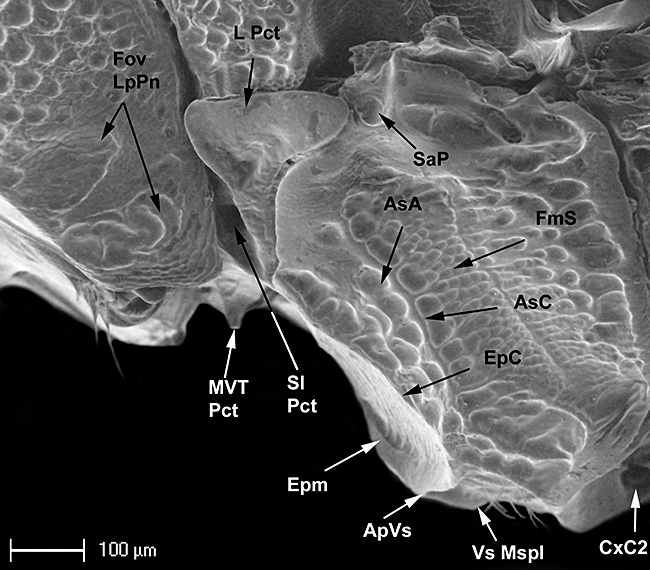 L Pct
Fov
LpPn
SaP
AsA
FmS
AsC
EpC
MVT
Pct
Sl
Pct
Epm
ApVs
Vs Mspl
CxC2
100 µm